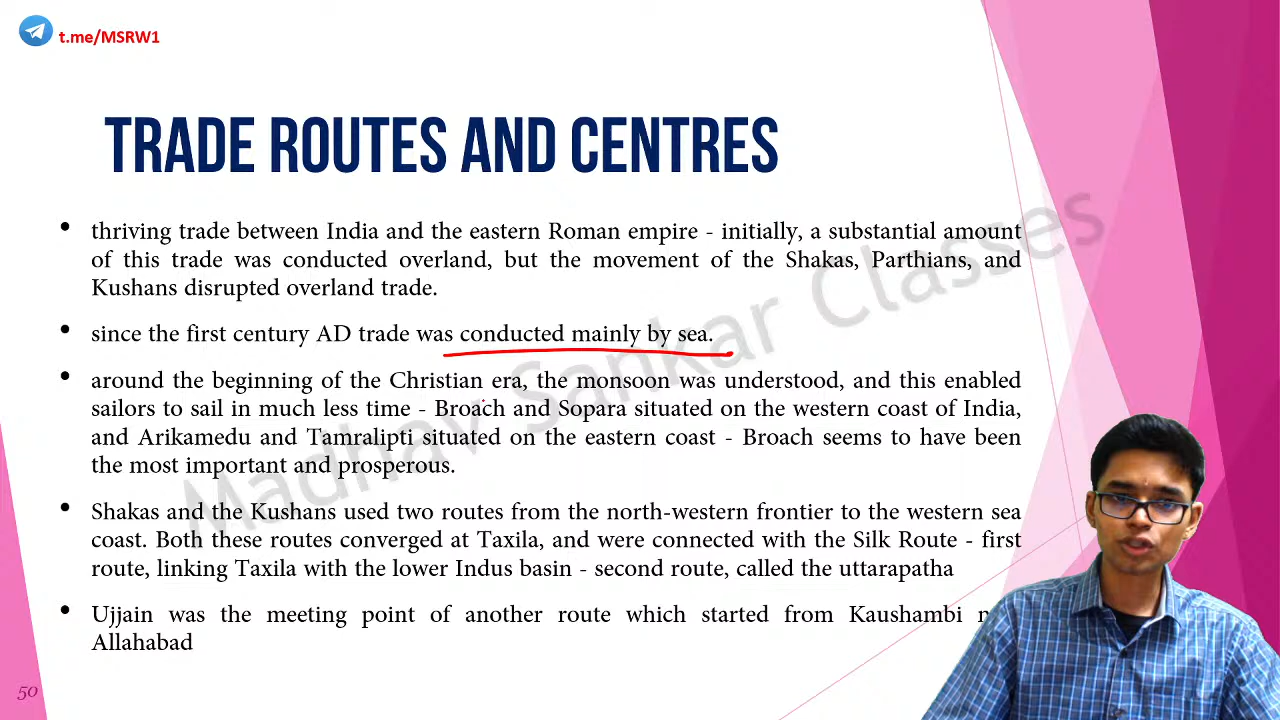 t.me/MSRW1
TRADE ROUTES AND CENTRES
• thriving trade between India and the eastern Roman empire - initially, a substantial amount
of this trade was conducted overland, but the movement of the Shakas, Parthians, and
Kushans disrupted overland trade.
• since the first century AD trade was conducted mainly by sea.
• around the beginning of the Christian era, the monsoon was understood, and this enabled
sailors to sail in much less time - Broach and Sopara situated on the western coast of India,
and Arikamedu and Tamralipti situated on the eastern coast - Broach seems to have been
the most important and prosperous.
• Shakas and the Kushans used two routes from the north-western frontier to the western sea
coast. Both these routes converged at Taxila, and were connected with the Silk Route - first
route, linking Taxila with the lower Indus basin - second route, called the uttarapatha
• Ujjain was the meeting point of another route which started from Kaushambi
Allahabad
Madhav Sankar Classes
50